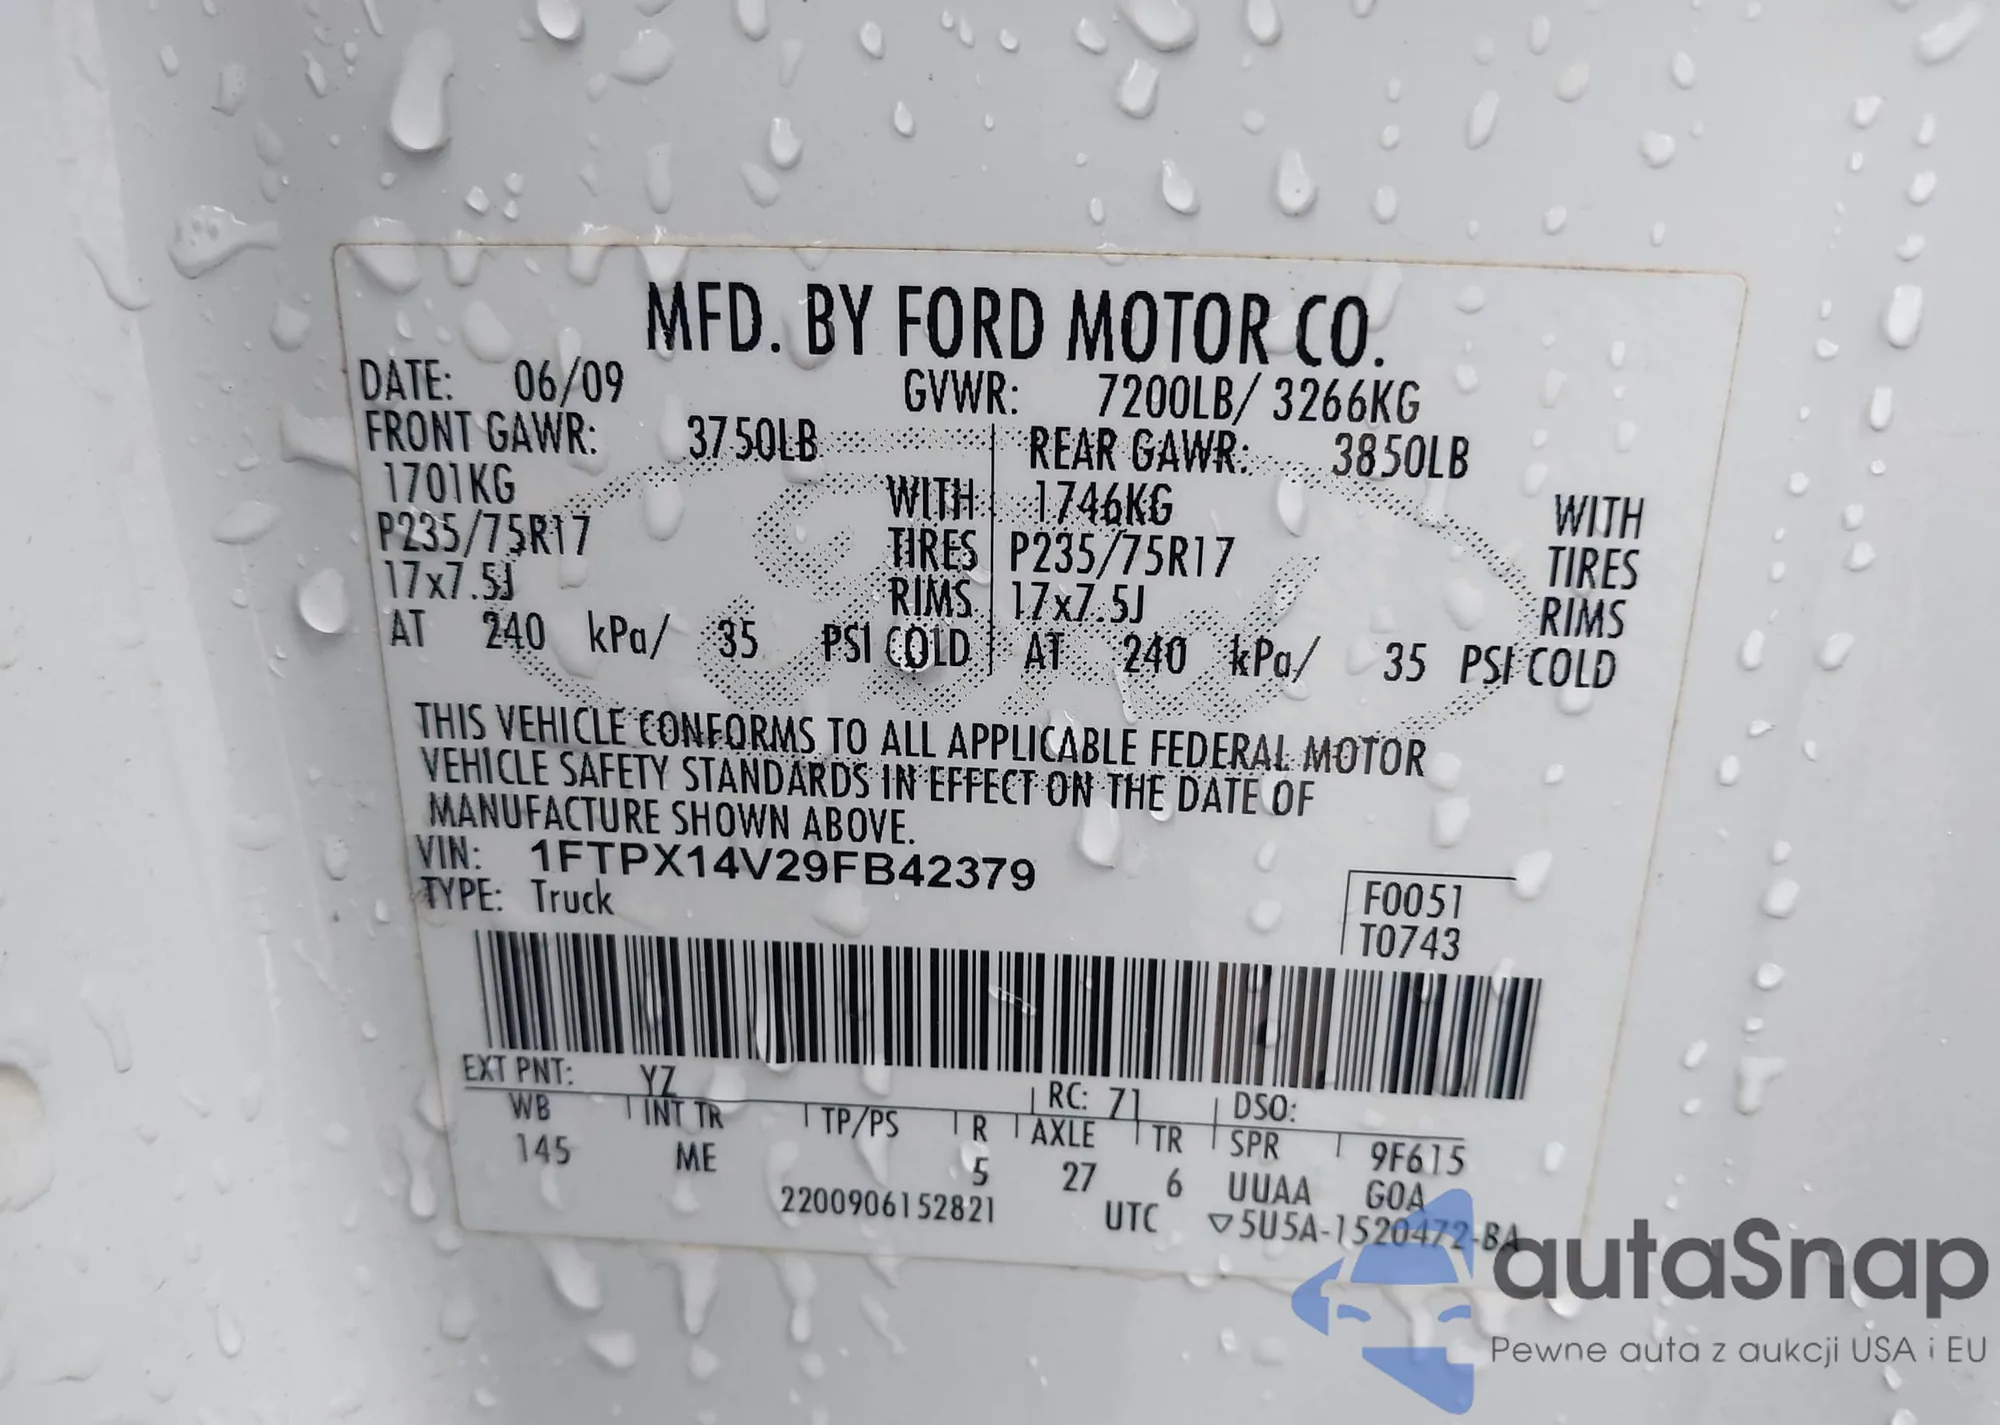 MFD. BY FORD MOTOR CO.
DATE: 06/09 GVWR: 7200LB/ 3266KG
FRONT GAWR: 3750LB REAR GAWR: 3850LB
1701KG WITH 1746KG WITH
P235/75R17 TIRES P235/75R17 TIRES
17x7.5J RIMS 17x7.5J RIMS
AT 240 kPa/ 35 PSI COLD AT 240 kPa/ 35 PSI COLD
THIS VEHICLE CONFORMS TO ALL APPLICABLE FEDERAL MOTOR
VEHICLE SAFETY STANDARDS IN EFFECT ON THE DATE OF
MANUFACTURE SHOWN ABOVE.
VIN: 1FTPX14V29FB42379
TYPE: Truck
F0051
T0743
EXT PNT: YZ RC: 71 DSO:
WB INT TR TP/PS R AXLE TR SPR 9F615
145 ME 5 27 6 UUAA GOA
2200906152821 UTC ▽5U5A-1520472-BA
autaSnap
Pewne auta z aukcji USA i EU